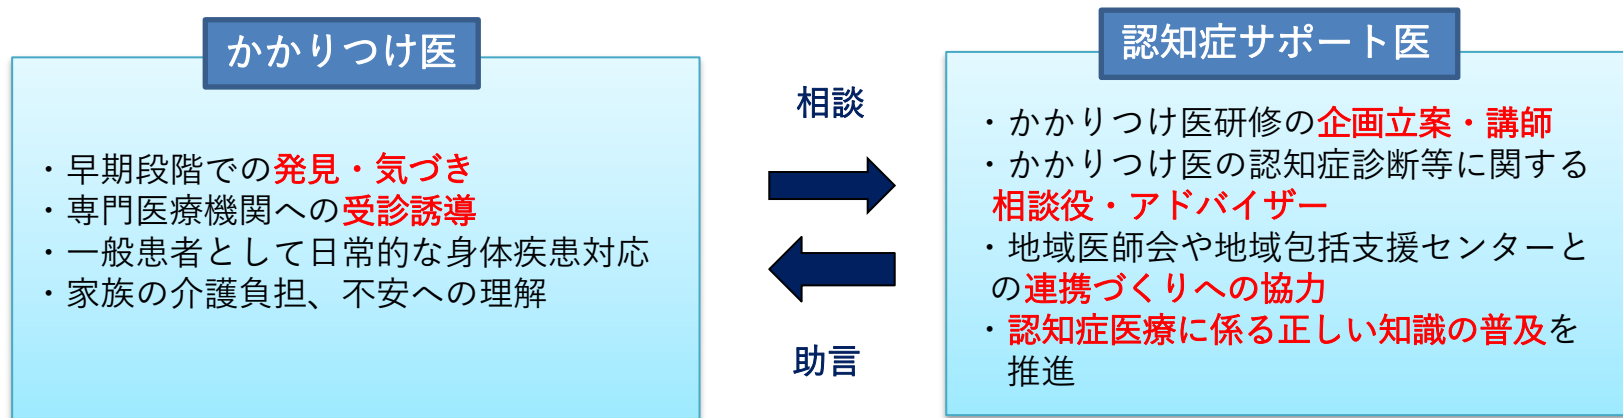 かかりつけ医
・早期段階での発見・気づき
・専門医療機関への受診誘導
・一般患者として日常的な身体疾患対応
・家族の介護負担、不安への理解
相談
助言
認知症サポート医
・かかりつけ医研修の企画立案・講師
・かかりつけ医の認知症診断等に関する
相談役・アドバイザー
・地域医師会や地域包括支援センターと
の連携づくりへの協力
・認知症医療に係る正しい知識の普及を
推進